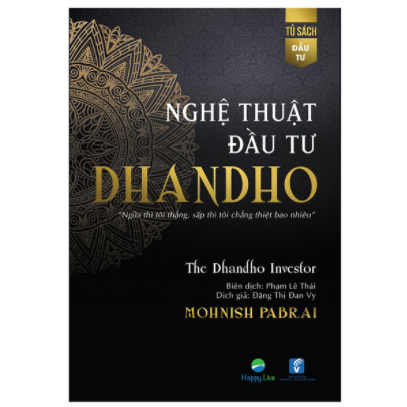 TỦ SÁCH
ĐẦU
TƯ
NGHỆ THUẬT
ĐẦU TƯ
DHANDHO
"Ngửa thì tôi thắng, sấp thì tôi chẳng thiệt bao nhiêu"
The Dhandho Investor
Biên dịch: Phạm Lê Thái
Dịch giả: Đặng Thị Đan Vy
MOHNISH PABRAI
Happy.Live